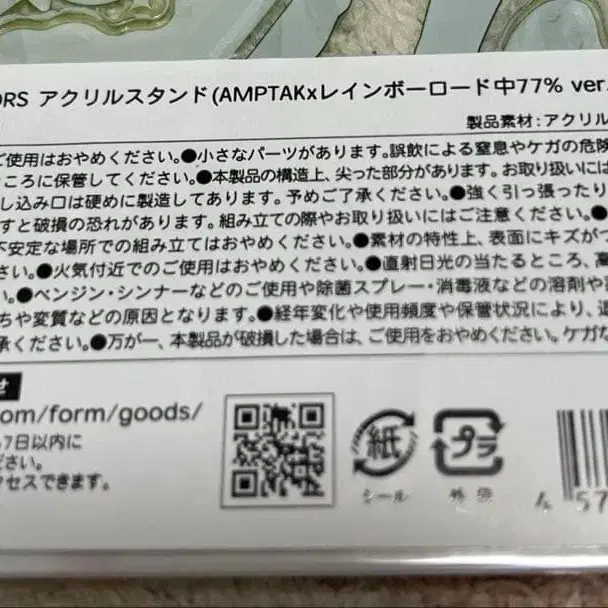 ORS アクリルスタンド(AMPTAKxレインボーロード中77% ver.
製品素材:アクリル
ご使用はおやめください。●小さなパーツがあります。誤飲による窒息やケガの危険
ころに保管してください。●本製品の構造上、尖った部分があります。お取り扱いには
し込み口は硬めに製造してあります。予めご了承ください。●強く引っ張ったり
すと破損の恐れがあります。組み立ての際やお取り扱いにはご注意ください。●
不安定な場所での組み立てはおやめください。●素材の特性上、表面にキズがつ
さい。●火気付近でのご使用はおやめください。●直射日光の当たるところ、高
い。●ベンジン・シンナーなどのご使用や除菌スプレー・消毒液などの溶剤や
ちや変質などの原因となります。●経年変化や使用頻度や保管状況により、退
承ください。●万が一、本製品が破損した場合は、ご使用をおやめください。ケガな
せ
om/form/goods/
7日以内に
ださい。
クセスできます。
紙
シール
プラ
外袋
4 57